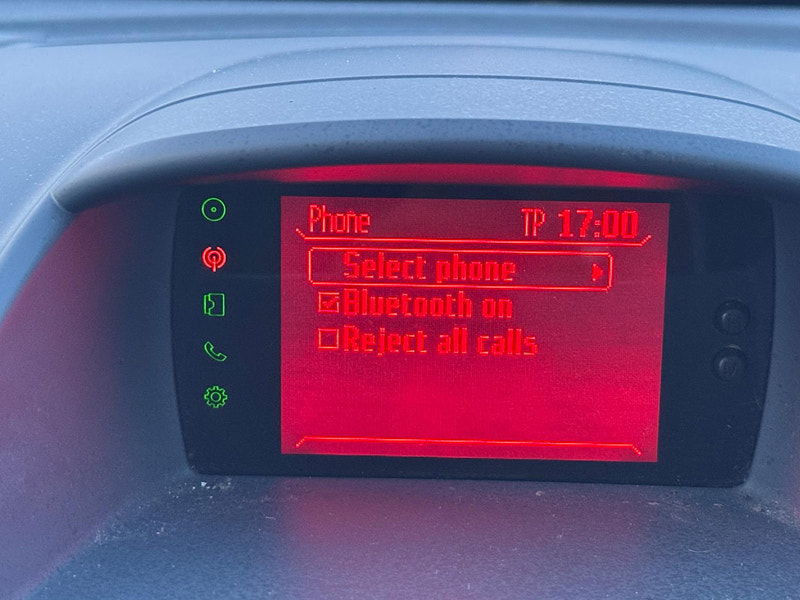 Phone TP 17:00
Select phone
Bluetooth on
Reject all calls